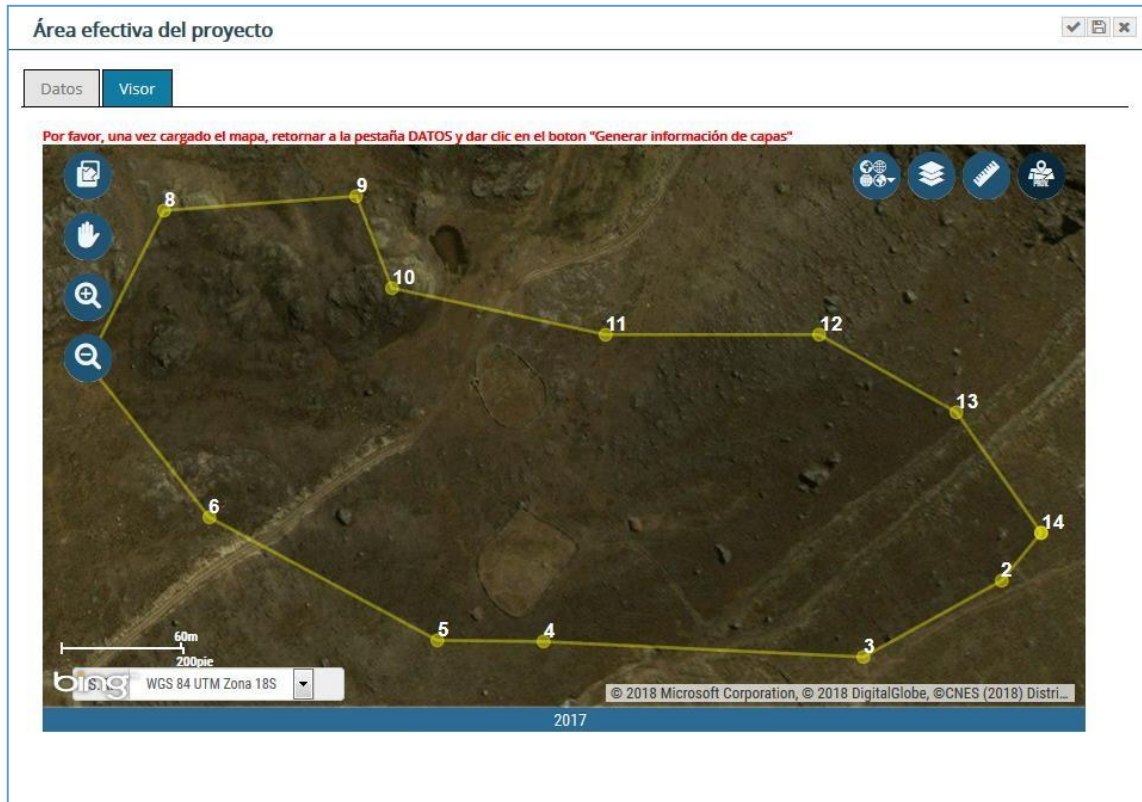 Área efectiva del proyecto
Datos
Visor
Por favor, una vez cargado el mapa, retornar a la pestaña DATOS y dar clic en el boton "Generar información de capas"
PROV.
8
9
10
11
12
13
14
6
2
5
4
3
60m
200pie
bing
WGS 84 UTM Zona 18S
© 2018 Microsoft Corporation, © 2018 DigitalGlobe, ©CNES (2018) Distri...
2017